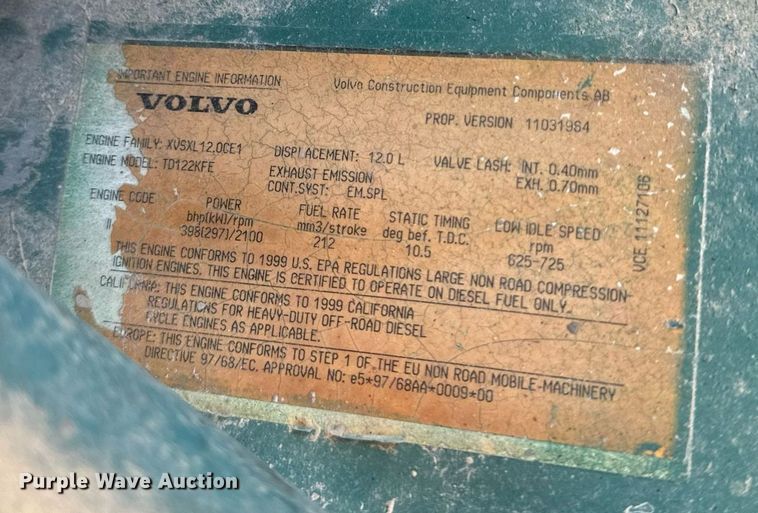 IMPORTANT ENGINE INFORMATION
Volvo Construction Equipment Components AB
VOLVO
PROP. VERSION 11031984
ENGINE FAMILY: XVSXL12.0CE1
DISPLACEMENT: 12.0 L
VALVE LASH: INT. 0.40mm
ENGINE MODEL: TD122KFE
EXHAUST EMISSION
EXH. 0.70mm
CONT.SYST: EM.SPL
ENGINE CODE
POWER
FUEL RATE
STATIC TIMING
LOW IDLE SPEED
bhp(kW)/rpm
mm3/stroke
deg bef. T.D.C.
rpm
398(297)/2100
212
10.5
625-725
THIS ENGINE CONFORMS TO 1999 U.S. EPA REGULATIONS LARGE NON ROAD COMPRESSION-
IGNITION ENGINES. THIS ENGINE IS CERTIFIED TO OPERATE ON DIESEL FUEL ONLY.
CALIFORNIA: THIS ENGINE CONFORMS TO 1999 CALIFORNIA
REGULATIONS FOR HEAVY-DUTY OFF-ROAD DIESEL
CYCLE ENGINES AS APPLICABLE.
EUROPE: THIS ENGINE CONFORMS TO STEP 1 OF THE EU NON ROAD MOBILE-MACHINERY
DIRECTIVE 97/68/EC. APPROVAL NO: e5*97/68AA*0009*00
VCE 11127106
Purple Wave Auction